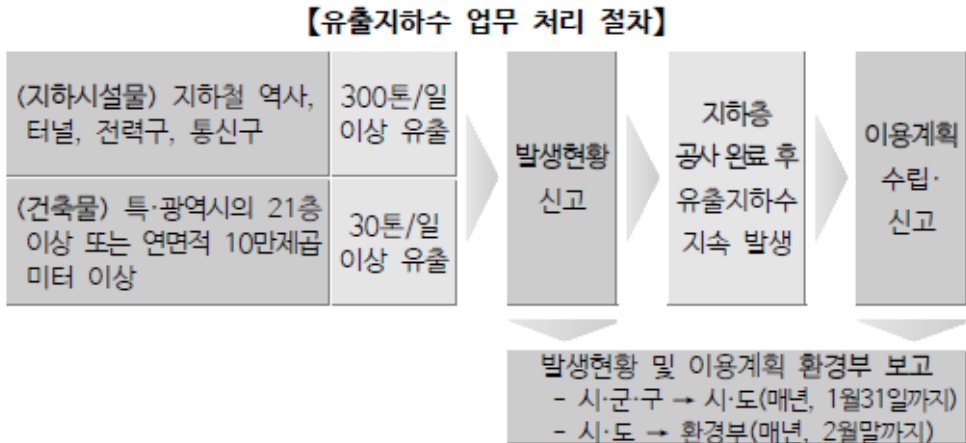 【유출지하수 업무 처리 절차】
(지하시설물) 지하철 역사,
터널, 전력구, 통신구
300톤/일
이상 유출
(건축물) 특·광역시의 21층
이상 또는 연면적 10만제곱
미터 이상
30톤/일
이상 유출
발생현황
신고
지하층
공사 완료 후
유출지하수
지속 발생
이용계획
수립·
신고
발생현황 및 이용계획 환경부 보고
- 시·군·구 → 시·도(매년, 1월31일까지)
- 시·도 → 환경부(매년, 2월말까지)